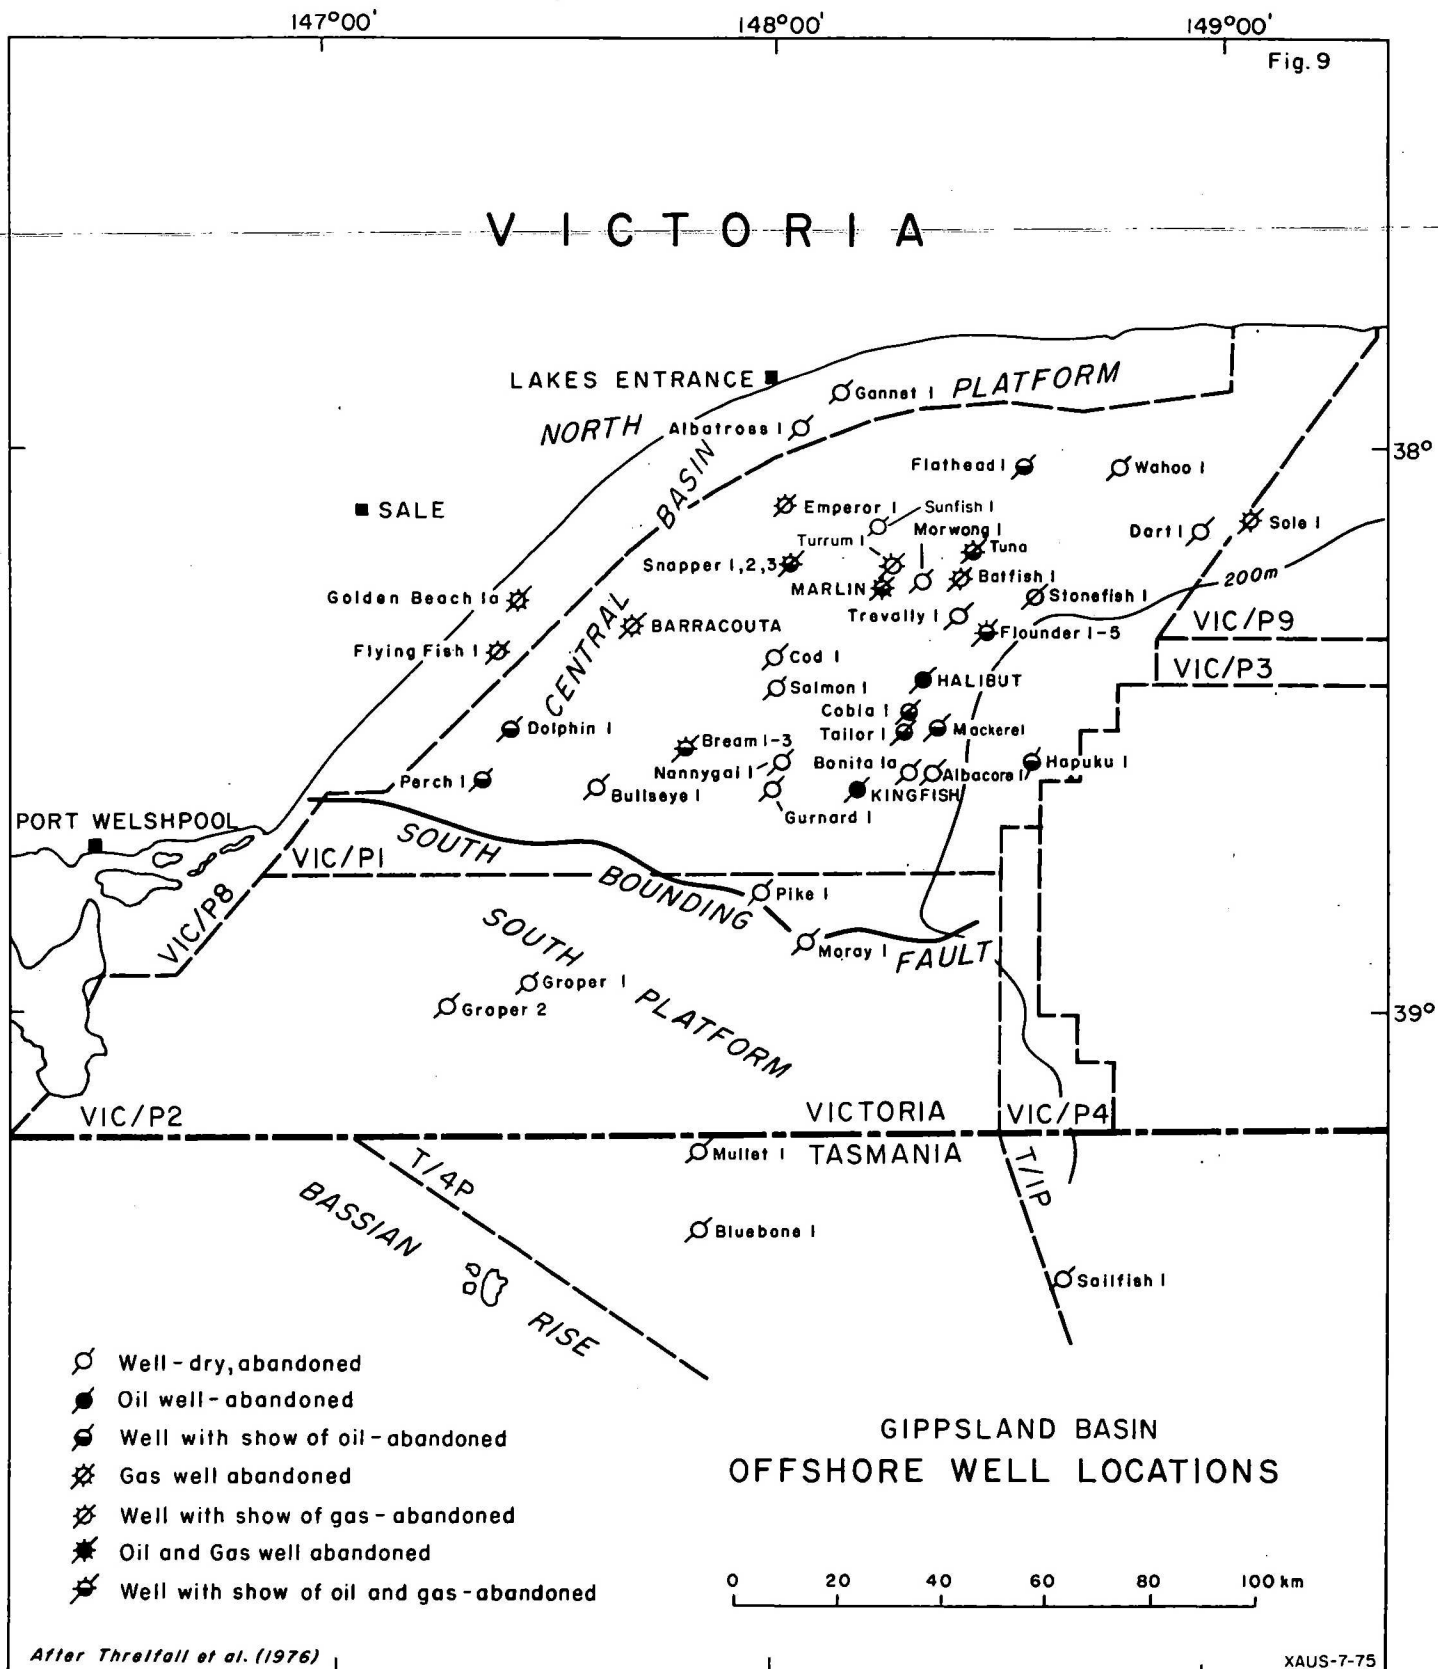 147°00' 148°00' 149°00'
Fig. 9
VICTORIA
LAKES ENTRANCE
Gannet 1
PLATFORM
NORTH
Albatross 1
38°
BASIN
Flathead 1
Wahoo 1
SALE
Emperor 1
Sunfish 1
Dart 1
Sole 1
Morwong 1
Turrum 1
Tuna
Snapper 1,2,3
Batfish 1
200m
MARLIN
Golden Beach 1a
Stonefish 1
CENTRAL
Trevally 1
VIC/P9
BARRACOUTA
Flounder 1-5
Flying Fish 1
Cod 1
VIC/P3
HALIBUT
Salmon 1
Cobia 1
Dolphin 1
Tailor 1
Mackerel
Bream 1-3
Nannygai 1
Bonita 1a
Albacore 1
Hapuku 1
Perch 1
Bullseye 1
KINGFISH
Gurnard 1
PORT WELSHPOOL
SOUTH
VIC/P1
BOUNDING
Pike 1
VIC/P8
SOUTH
Moray 1
FAULT
Groper 1
Groper 2
PLATFORM
39°
VIC/P2
VICTORIA
VIC/P4
Mullet 1
TASMANIA
T/4P
T/1P
BASSIAN
Bluebone 1
Sailfish 1
RISE
Well-dry, abandoned
Oil well-abandoned
Well with show of oil-abandoned
Gas well abandoned
Well with show of gas-abandoned
Oil and Gas well abandoned
Well with show of oil and gas-abandoned
GIPPSLAND BASIN
OFFSHORE WELL LOCATIONS
0 20 40 60 80 100 km
After Threlfall et al. (1976)
XAUS-7-75